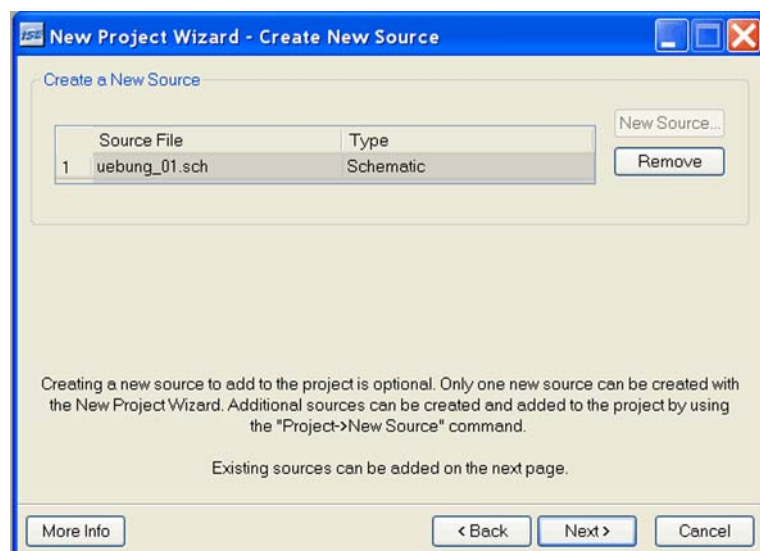 ISE New Project Wizard - Create New Source
Create a New Source
Source File Type
1 uebung_01.sch Schematic
New Source...
Remove
Creating a new source to add to the project is optional. Only one new source can be created with
the New Project Wizard. Additional sources can be created and added to the project by using
the "Project->New Source" command.
Existing sources can be added on the next page.
More Info < Back Next > Cancel